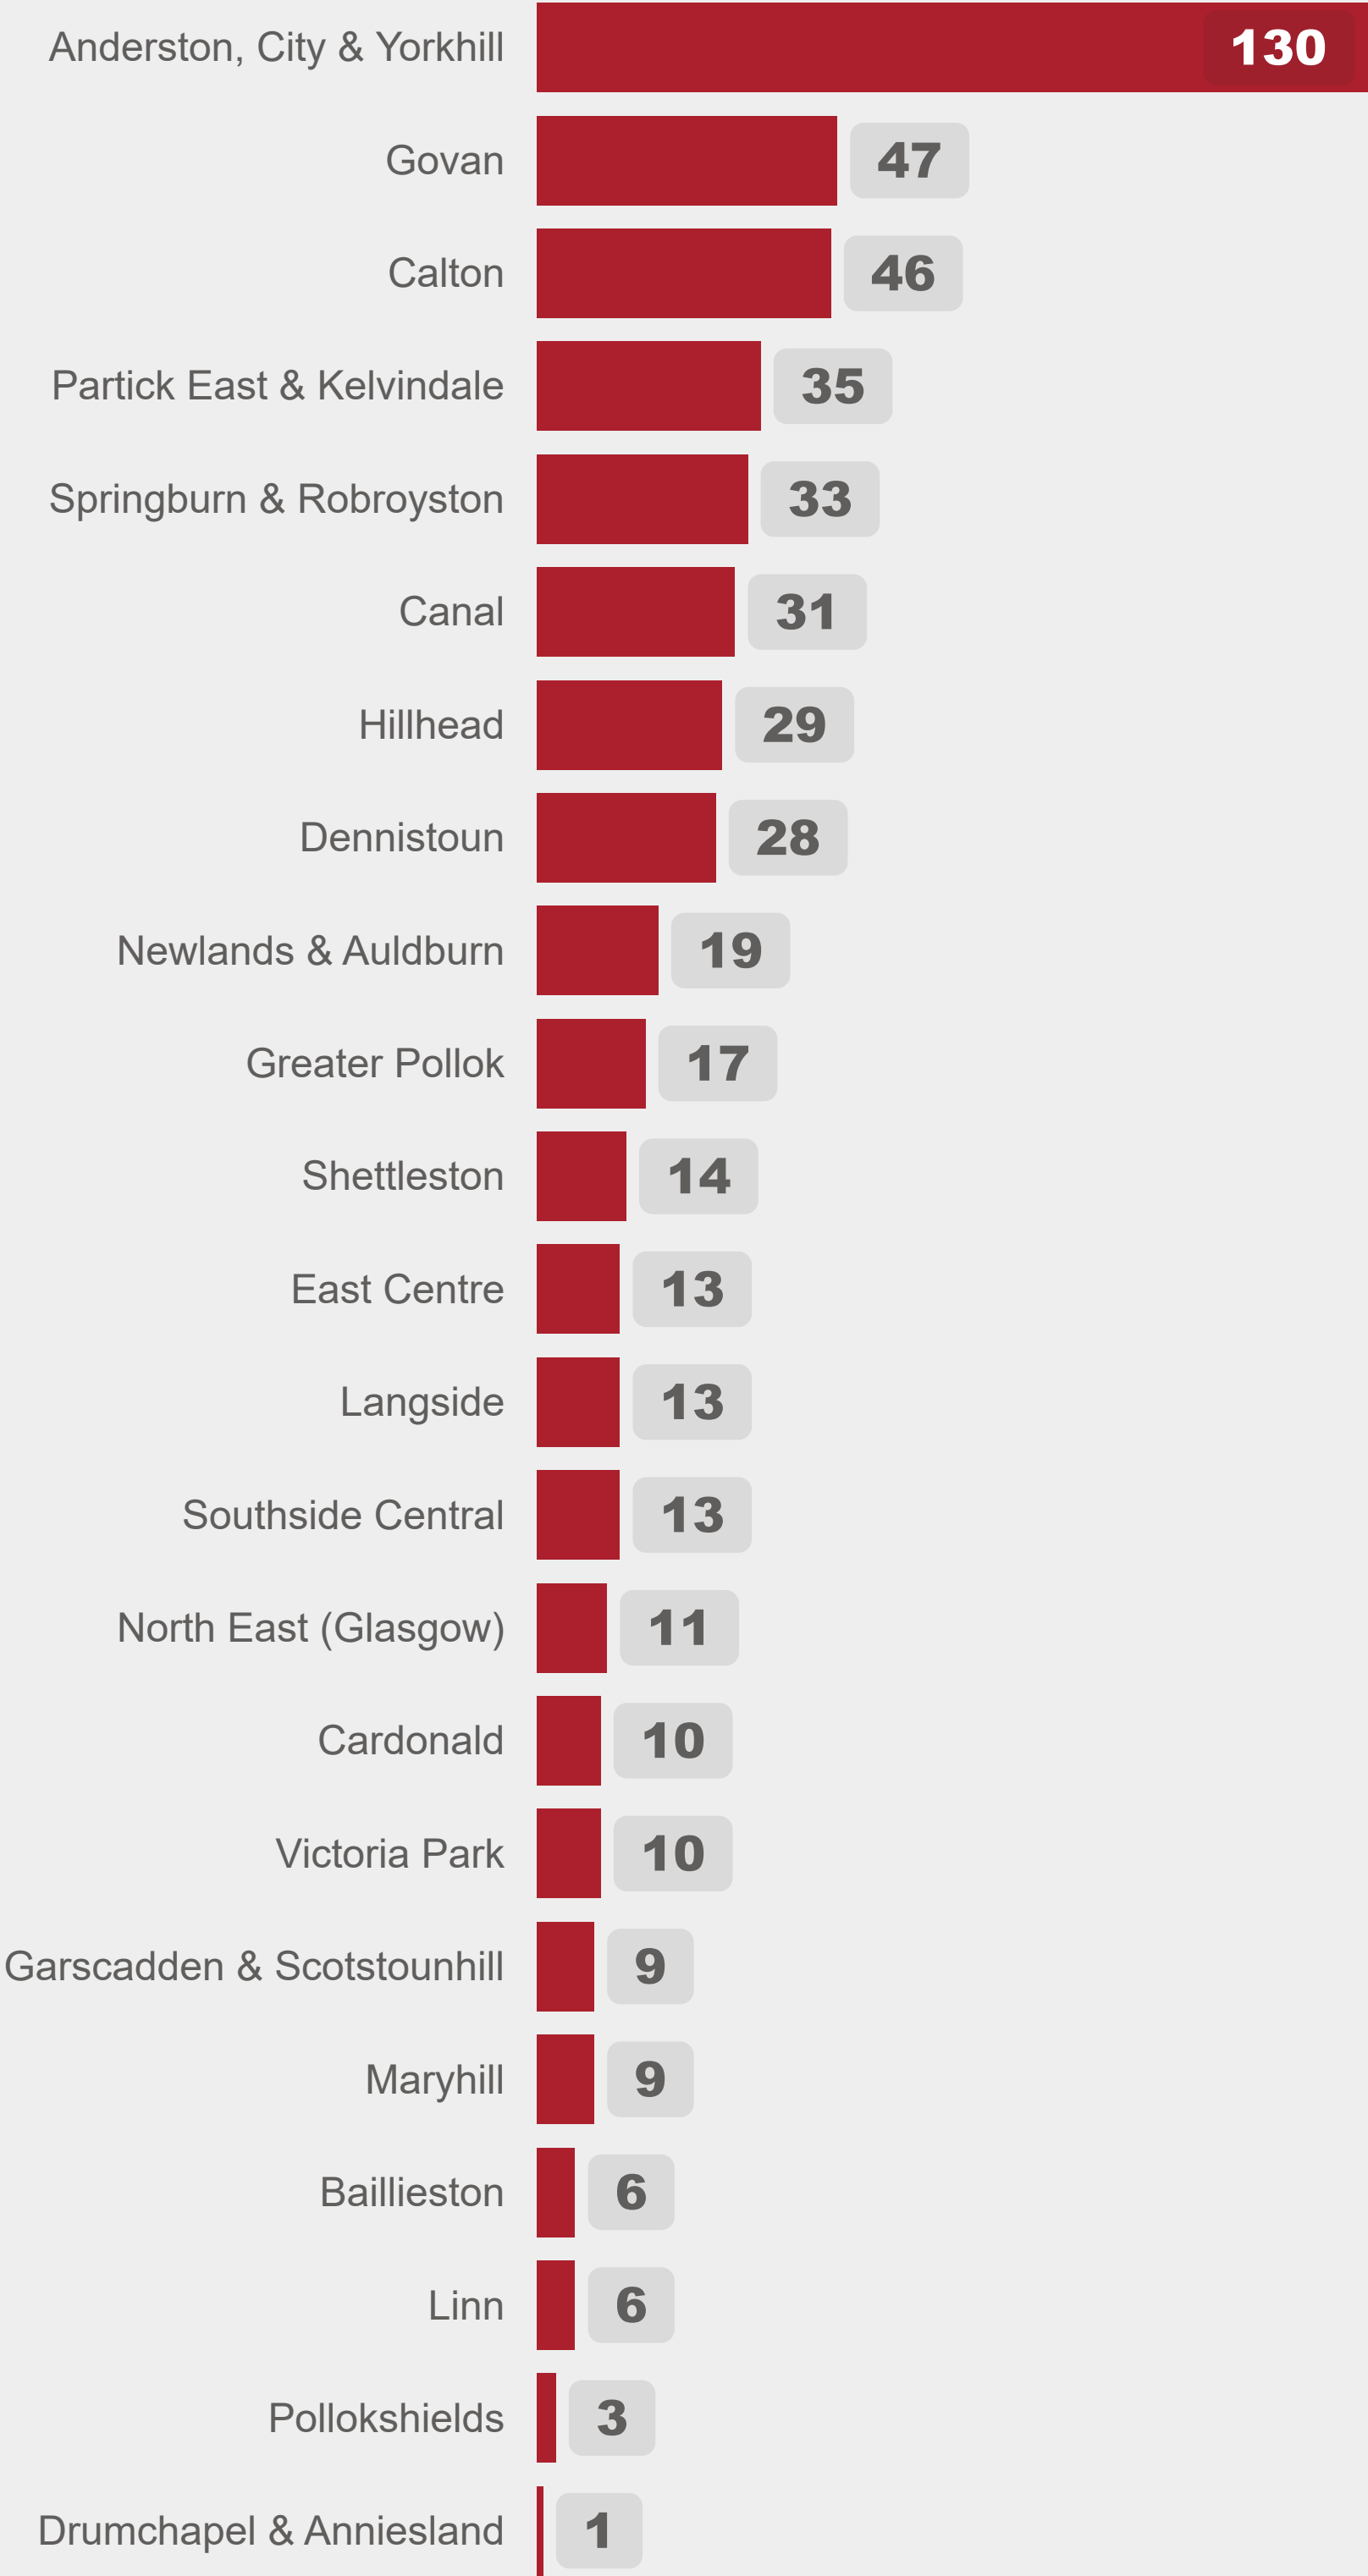 Anderston, City & Yorkhill 130
Govan 47
Calton 46
Partick East & Kelvindale 35
Springburn & Robroyston 33
Canal 31
Hillhead 29
Dennistoun 28
Newlands & Auldburn 19
Greater Pollok 17
Shettleston 14
East Centre 13
Langside 13
Southside Central 13
North East (Glasgow) 11
Cardonald 10
Victoria Park 10
Garscadden & Scotstounhill 9
Maryhill 9
Baillieston 6
Linn 6
Pollokshields 3
Drumchapel & Anniesland 1